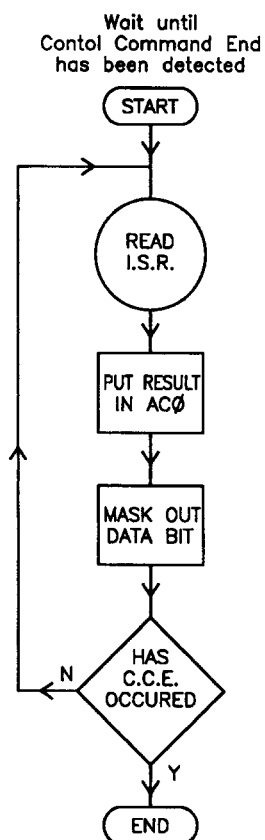 Wait until
Contol Command End
has been detected
START
READ
I.S.R.
PUT RESULT
IN ACØ
MASK OUT
DATA BIT
HAS
C.C.E.
OCCURED
N
Y
END